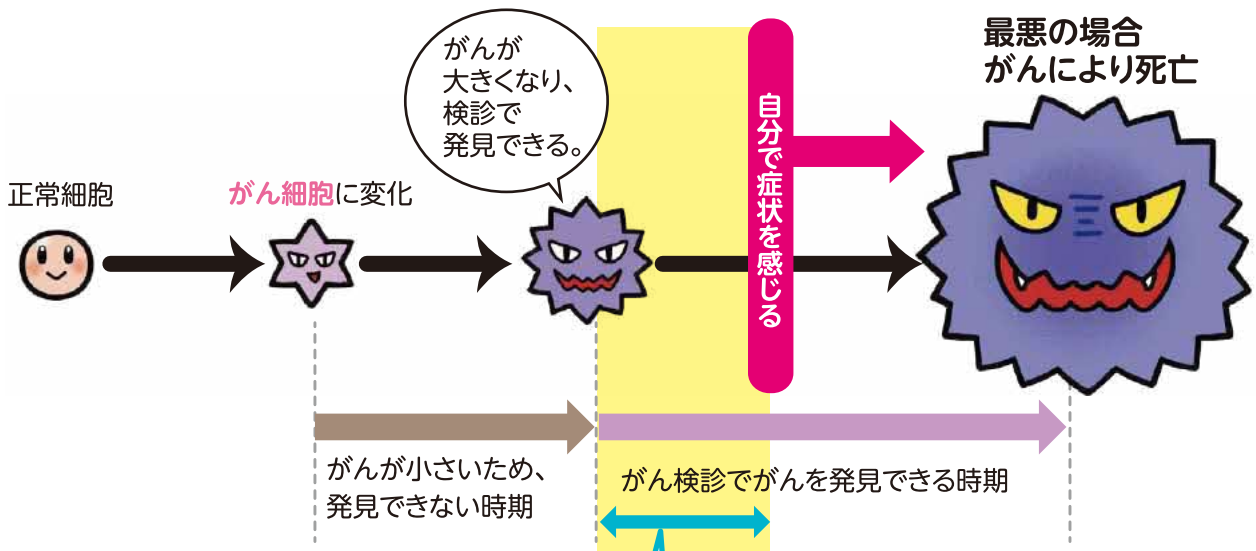 最悪の場合
がんにより死亡
がんが
大きくなり、
検診で
発見できる。
自分で症状を感じる
正常細胞
がん細胞に変化
がんが小さいため、
発見できない時期
がん検診でがんを発見できる時期